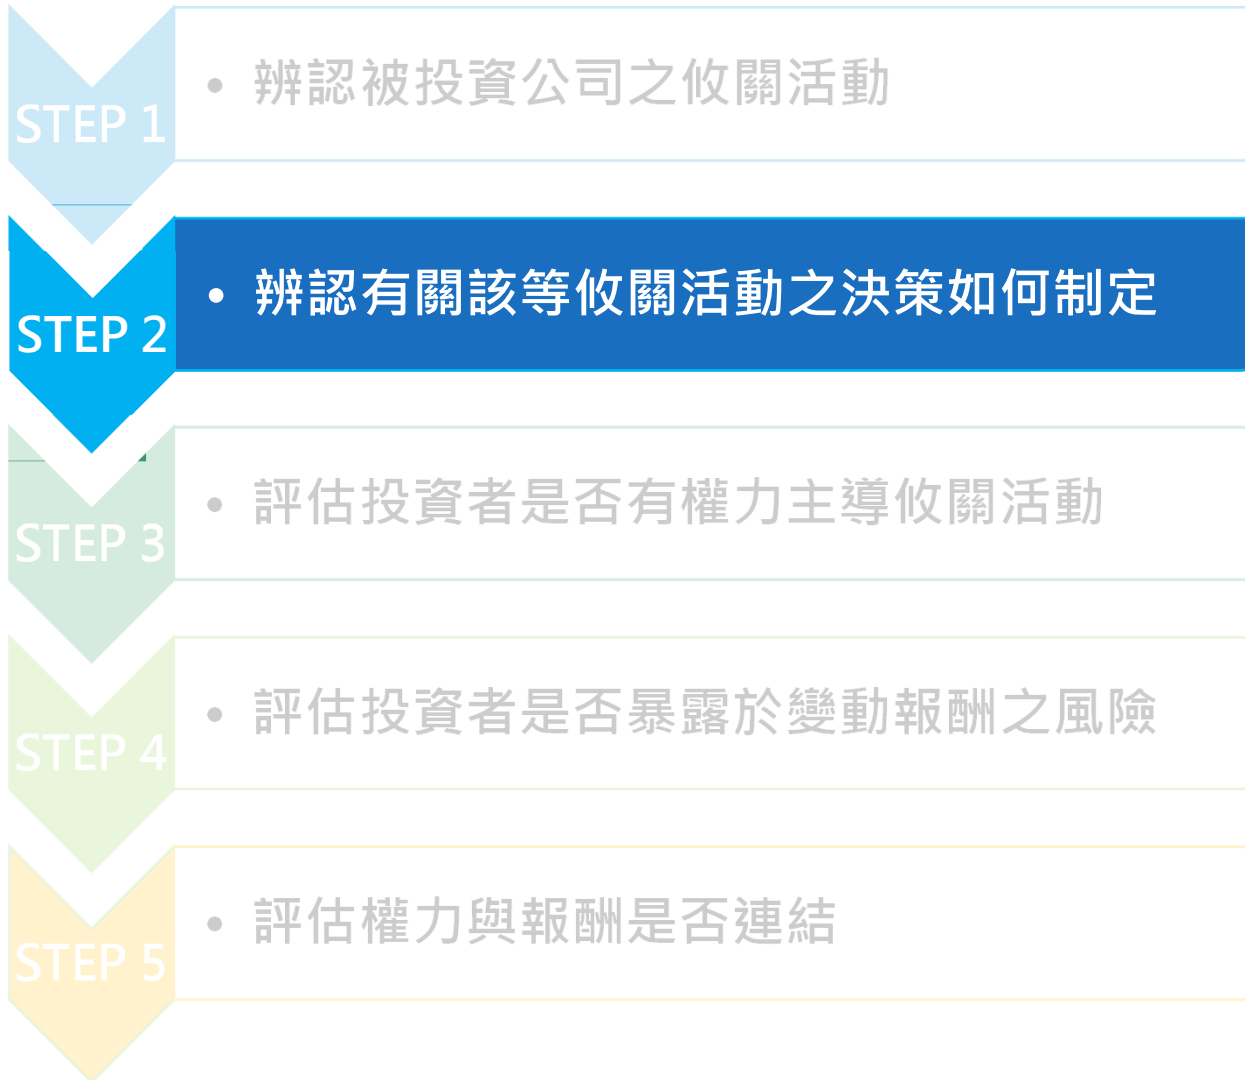 STEP 1
• 辨認被投資公司之攸關活動
STEP 2
• 辨認有關該等攸關活動之決策如何制定
STEP 3
• 評估投資者是否有權力主導攸關活動
STEP 4
• 評估投資者是否暴露於變動報酬之風險
STEP 5
• 評估權力與報酬是否連結